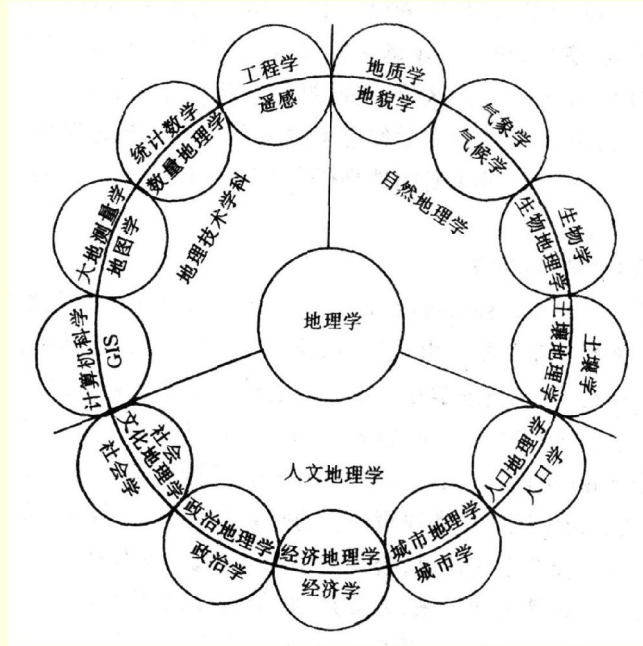 工程学
遥感
地质学
地貌学
气象学
气候学
生物学
生物地理学
土壤学
土壤地理学
人口地理学
人口学
城市地理学
城市学
经济地理学
经济学
政治地理学
政治学
社会
文化地理学
社会学
GIS
计算机科学
大地测量学
地图学
统计数学
数量地理学
地理技术学科
自然地理学
地理学
人文地理学